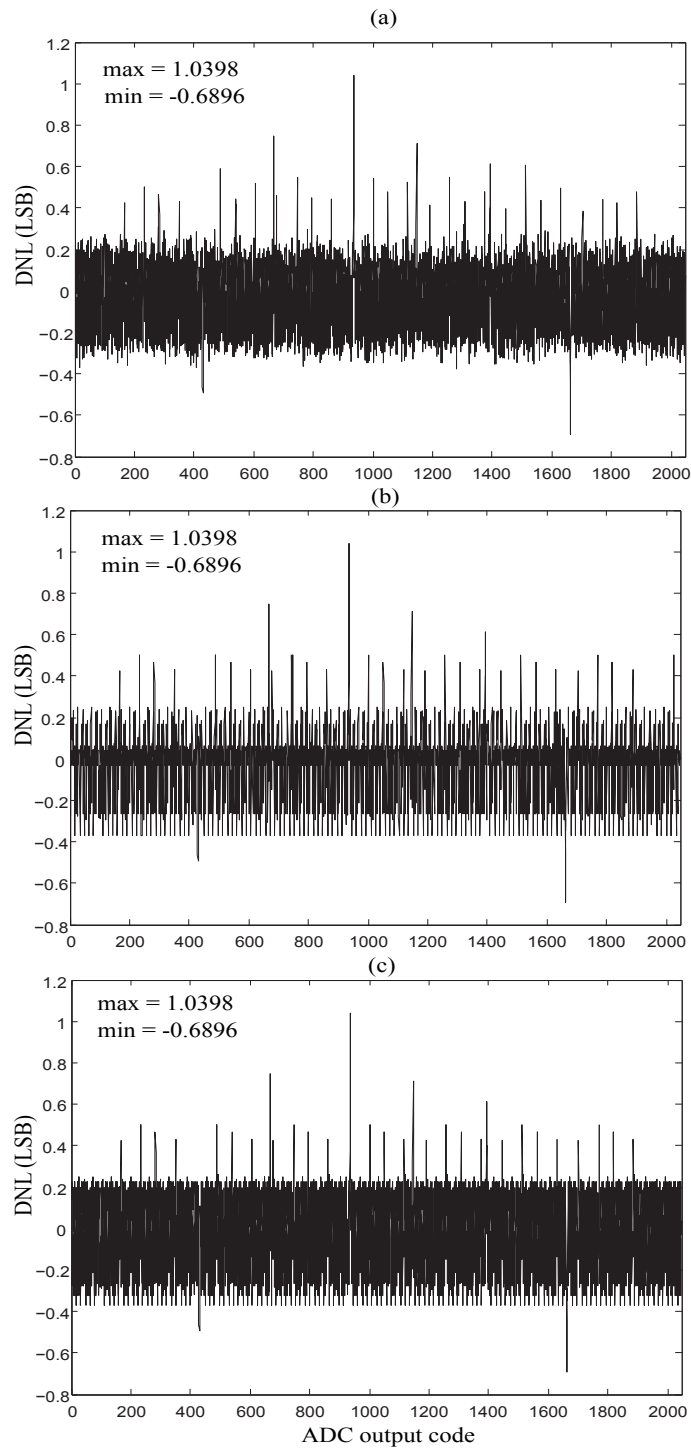 (a)
1.2
max = 1.0398
1
min = -0.6896
0.8
0.6
0.4
DNL (LSB)
0.2
0
−0.2
−0.4
−0.6
−0.8
0 200 400 600 800 1000 1200 1400 1600 1800 2000
(b)
1.2
max = 1.0398
1
min = -0.6896
0.8
0.6
0.4
DNL (LSB)
0.2
0
−0.2
−0.4
−0.6
−0.8
0 200 400 600 800 1000 1200 1400 1600 1800 2000
(c)
1.2
max = 1.0398
1
min = -0.6896
0.8
0.6
0.4
DNL (LSB)
0.2
0
−0.2
−0.4
−0.6
−0.8
0 200 400 600 800 1000 1200 1400 1600 1800 2000
ADC output code